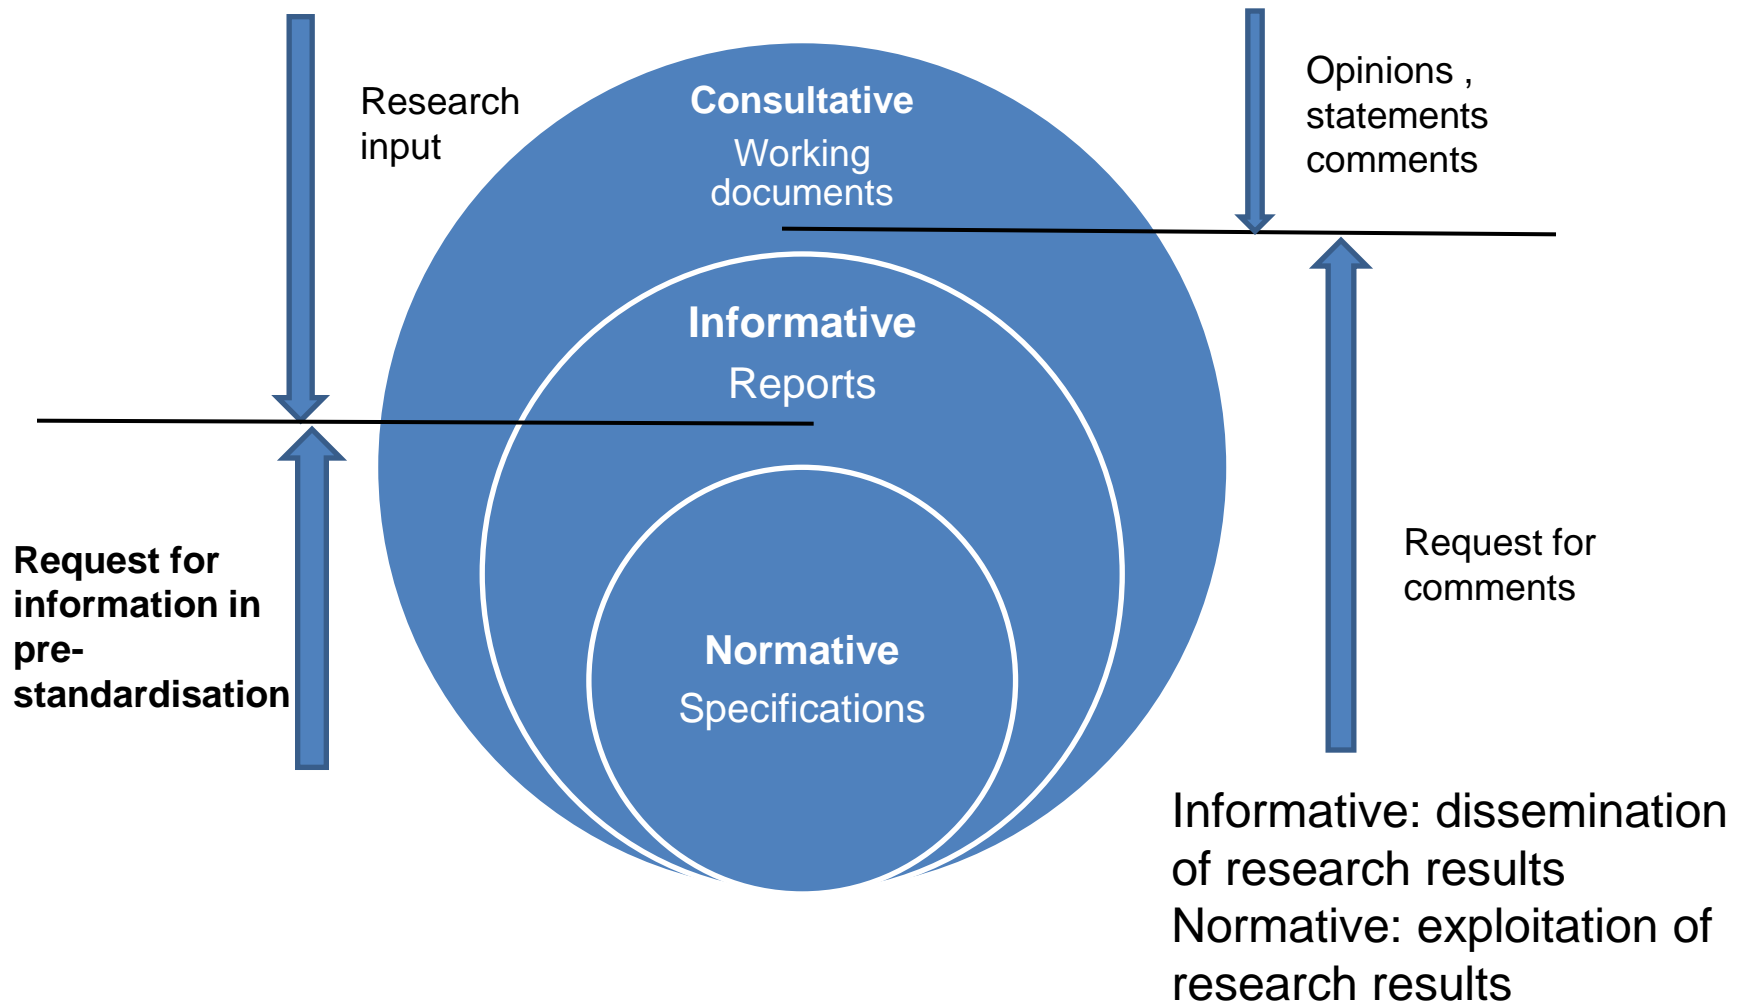 Research
input
Consultative
Working
documents
Opinions ,
statements
comments
Informative
Reports
Request for
information in
pre-
standardisation
Normative
Specifications
Request for
comments
Informative: dissemination
of research results
Normative: exploitation of
research results